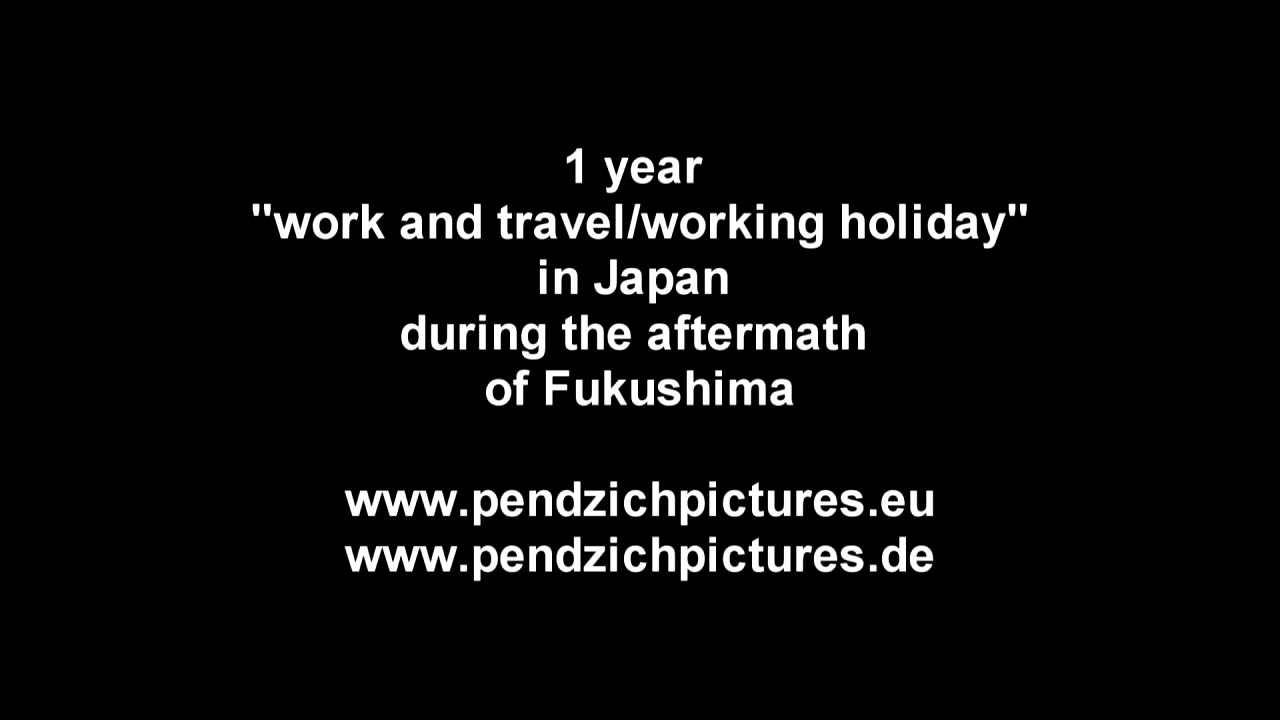 1 year
"work and travel/working holiday"
in Japan
during the aftermath
of Fukushima
www.pendzichpictures.eu
www.pendzichpictures.de